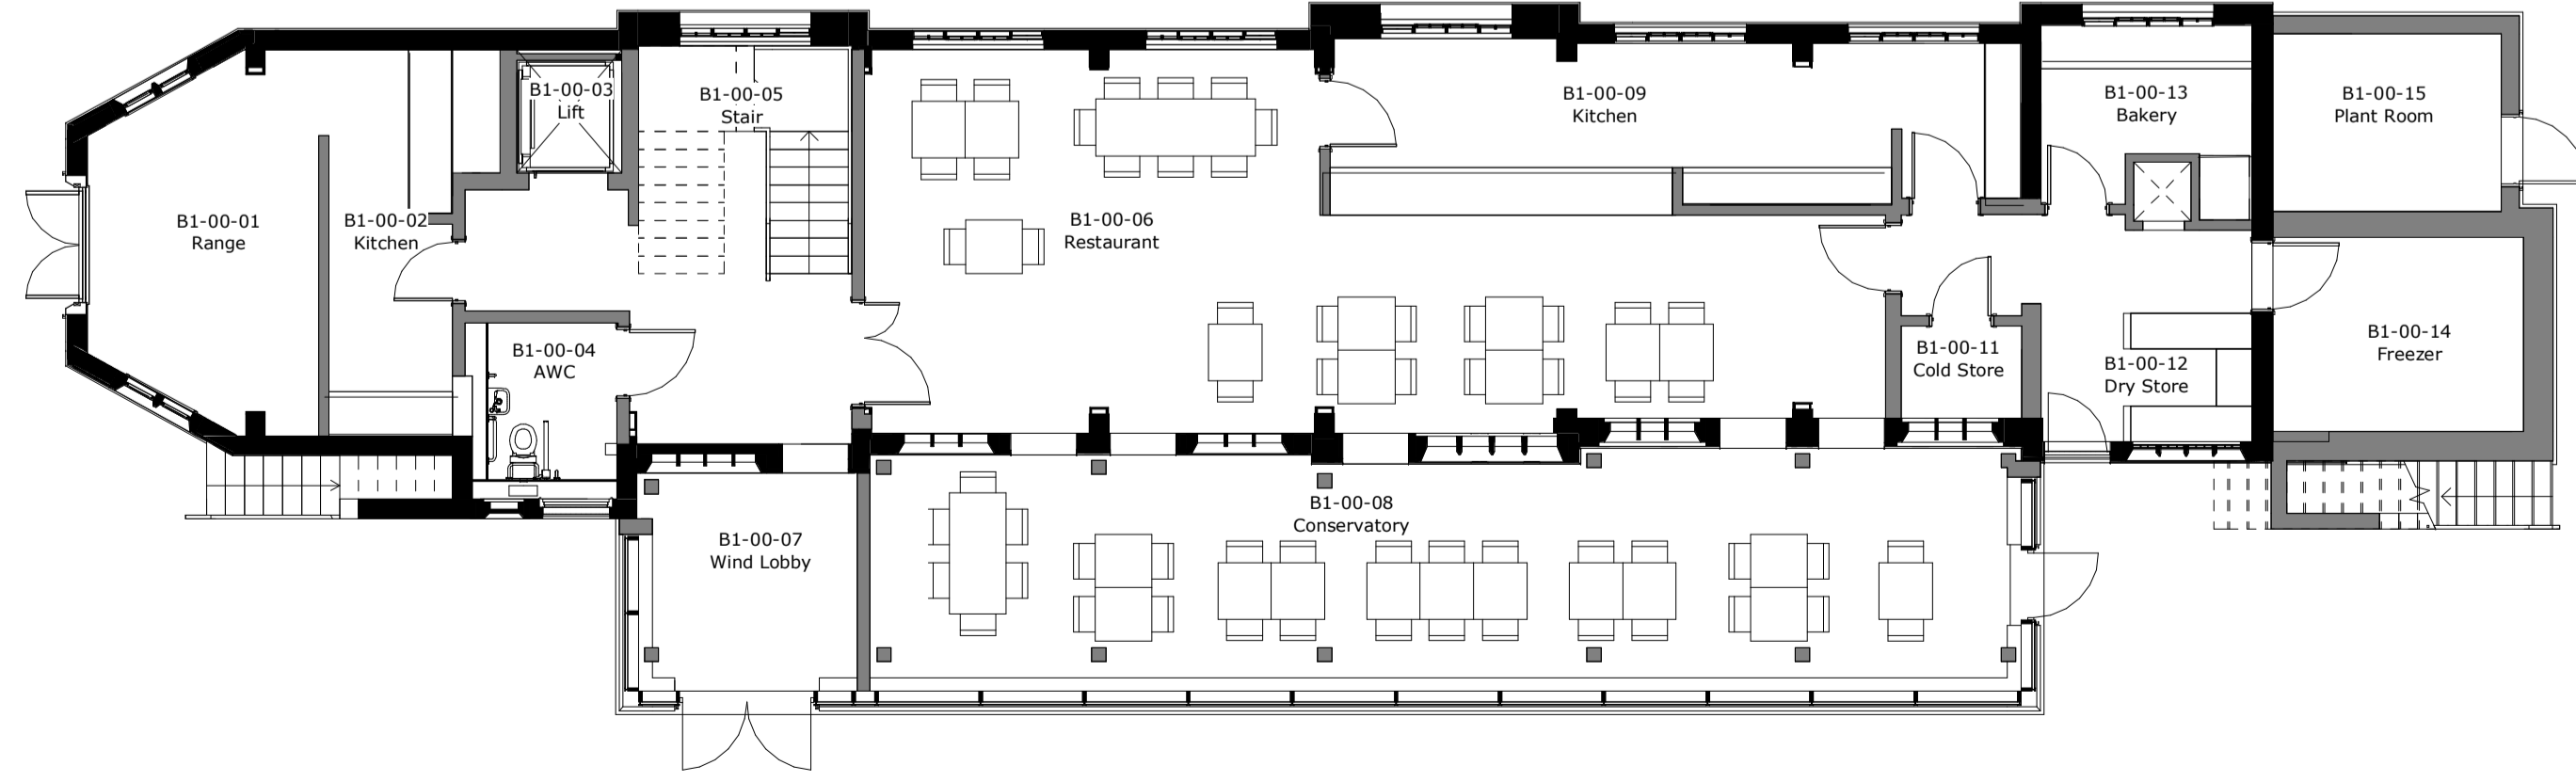 B1-00-01
Range
B1-00-02
Kitchen
B1-00-03
Lift
B1-00-04
AWC
B1-00-05
Stair
B1-00-06
Restaurant
B1-00-07
Wind Lobby
B1-00-08
Conservatory
B1-00-09
Kitchen
B1-00-11
Cold Store
B1-00-12
Dry Store
B1-00-13
Bakery
B1-00-14
Freezer
B1-00-15
Plant Room